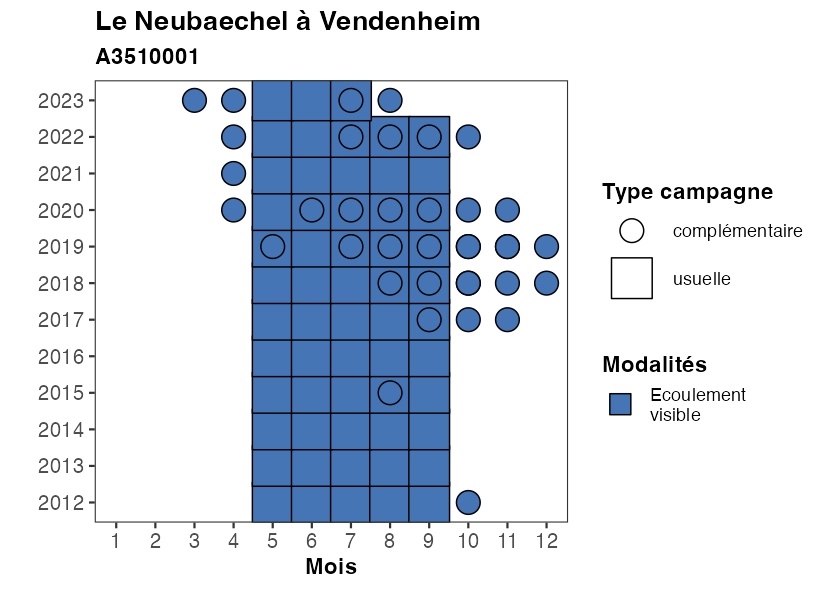 Le Neubaechel à Vendenheim
A3510001
2023
2022
2021
2020
2019
2018
2017
2016
2015
2014
2013
2012
1 2 3 4 5 6 7 8 9 10 11 12
Mois
Type campagne
complémentaire
usuelle
Modalités
Ecoulement
visible